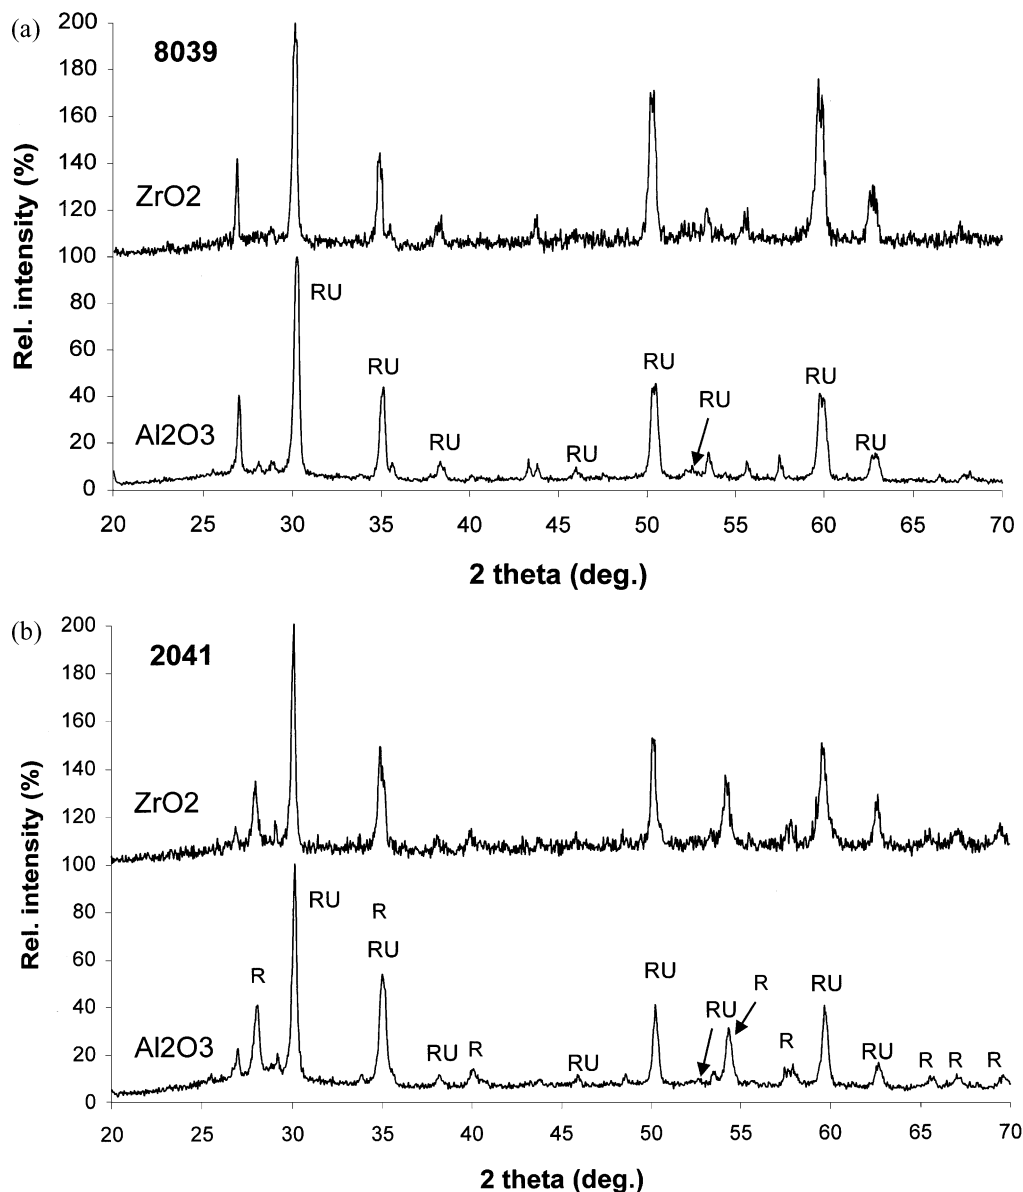 (a)
200
8039
180
160
140
ZrO2
120
100
RU
80
60
RU
RU
RU
40
RU
Al2O3
RU
RU
RU
20
0
Rel. intensity (%)
20 25 30 35 40 45 50 55 60 65 70
2 theta (deg.)
(b)
200
2041
180
160
140
ZrO2
120
100
RU
R
80
RU
60
R
RU
R
RU
RU
40
Al2O3
RU
R
RU
R
RU
R
R
R
20
0
Rel. intensity (%)
20 25 30 35 40 45 50 55 60 65 70
2 theta (deg.)